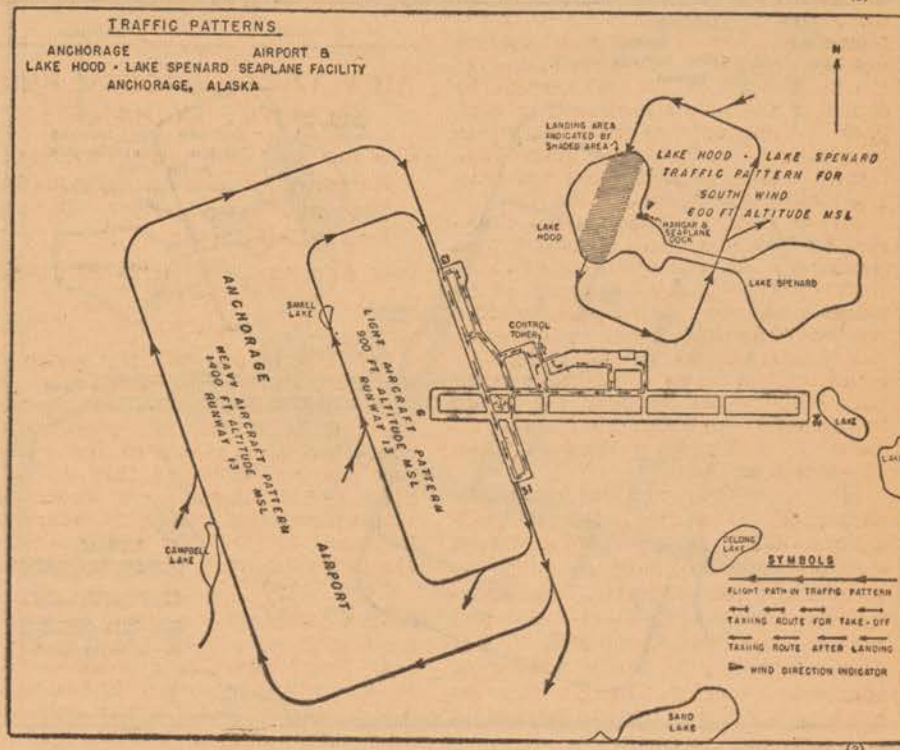 TRAFFIC PATTERNS
ANCHORAGE AIRPORT &
LAKE HOOD - LAKE SPENARD SEAPLANE FACILITY
ANCHORAGE, ALASKA
N
LANDING AREA
INDICATED BY
SHADED AREA
LAKE HOOD - LAKE SPENARD
TRAFFIC PATTERN FOR
SOUTH WIND
600 FT ALTITUDE MSL
HANGAR &
SEAPLANE
DOCK
LAKE
HOOD
LAKE SPENARD
SMALL
LAKE
CONTROL
TOWER
13
ANCHORAGE
HEAVY AIRCRAFT PATTERN
1400 FT ALTITUDE MSL
RUNWAY 13
AIRPORT
LIGHT AIRCRAFT PATTERN
900 FT. ALTITUDE MSL
RUNWAY 13
6
24
31
LAKE
LAKE
CAMPBELL
LAKE
DELONG
LAKE
SYMBOLS
FLIGHT PATH IN TRAFFIC PATTERN
TAXIING ROUTE FOR TAKE-OFF
TAXIING ROUTE AFTER LANDING
WIND DIRECTION INDICATOR
SAND
LAKE